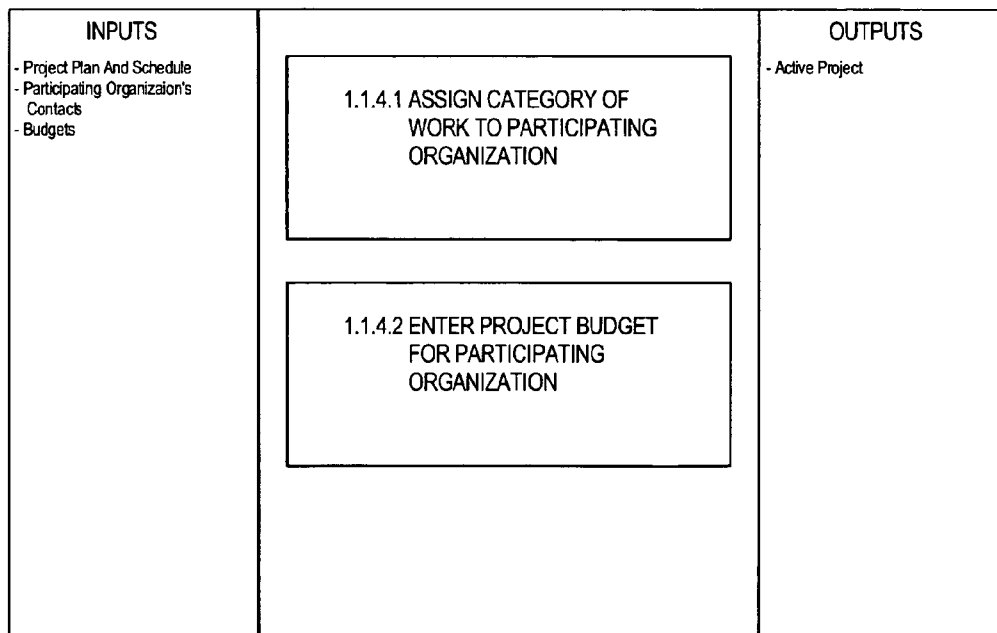 INPUTS
- Project Plan And Schedule
- Participating Organizaion's
Contacts
- Budgets
1.1.4.1 ASSIGN CATEGORY OF
WORK TO PARTICIPATING
ORGANIZATION
1.1.4.2 ENTER PROJECT BUDGET
FOR PARTICIPATING
ORGANIZATION
OUTPUTS
- Active Project